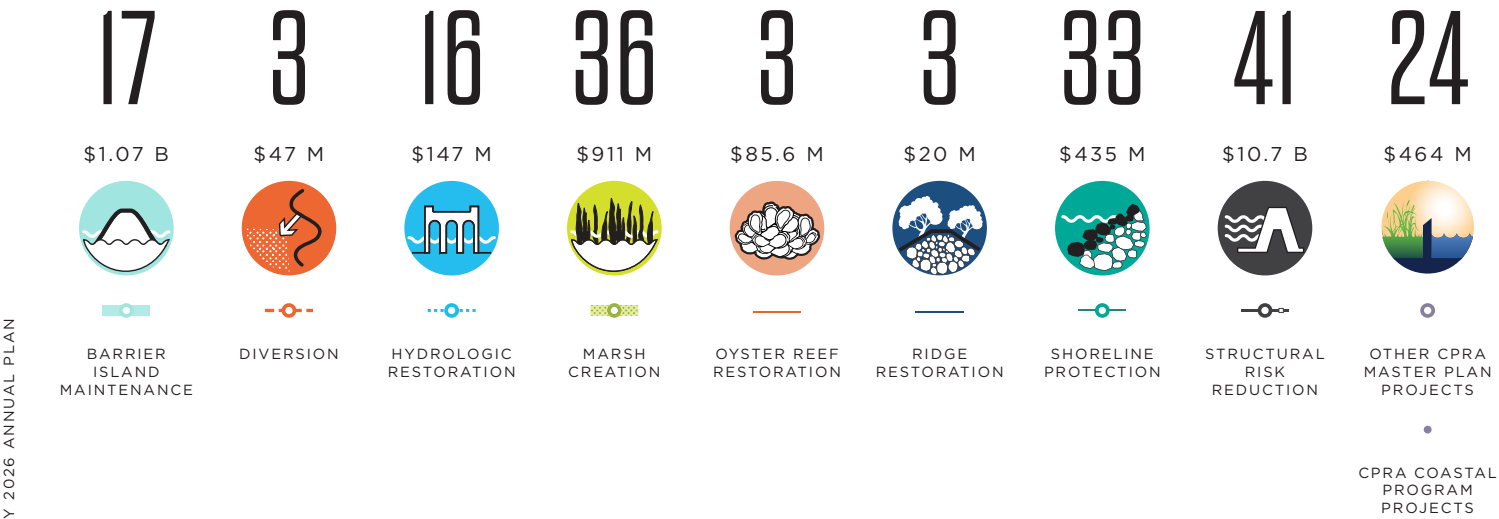 17
3
16
36
3
3
33
41
24
$1.07 B
$47 M
$147 M
$911 M
$85.6 M
$20 M
$435 M
$10.7 B
$464 M
BARRIER
ISLAND
MAINTENANCE
DIVERSION
HYDROLOGIC
RESTORATION
MARSH
CREATION
OYSTER REEF
RESTORATION
RIDGE
RESTORATION
SHORELINE
PROTECTION
STRUCTURAL
RISK
REDUCTION
OTHER CPRA
MASTER PLAN
PROJECTS
CPRA COASTAL
PROGRAM
PROJECTS
Y 2026 ANNUAL PLAN